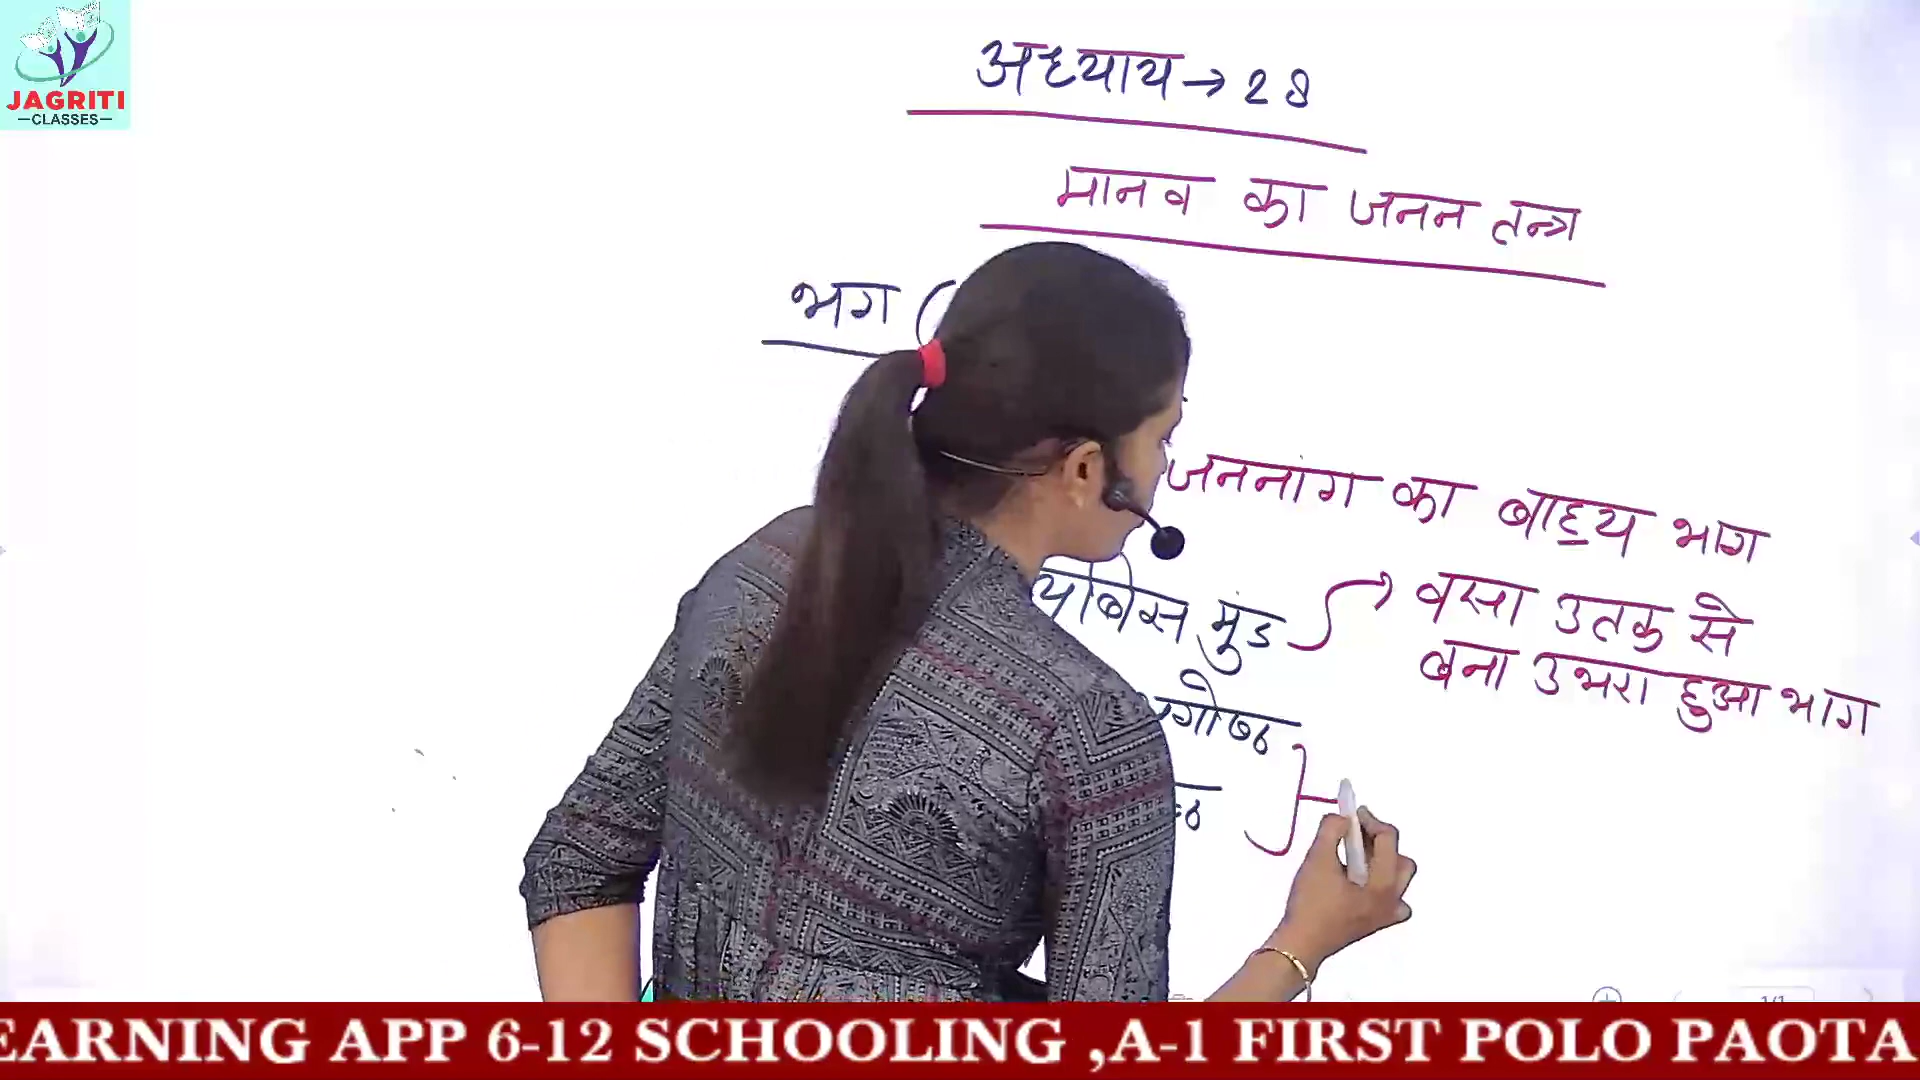 JAGRITI
CLASSES
अध्याय → 28
मानव का जनन तन्त्र
भग (
जननांग का बाह्य भाग
मुंड → वसा उतक से
बना उभरा हुआ भाग
EARNING APP 6-12 SCHOOLING ,A-1 FIRST POLO PAOTA